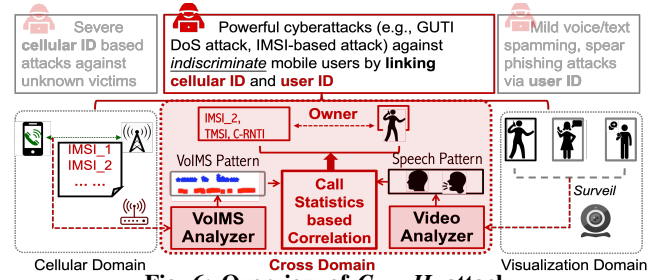 Severe
cellular ID based
attacks against
unknown victims
Powerful cyberattacks (e.g., GUTI
DoS attack, IMSI-based attack) against
indiscriminate mobile users by linking
cellular ID and user ID
Mild voice/text
spamming, spear
phishing attacks
via user ID
IMSI_1
IMSI_2
... ...
IMSI_2,
TMSI, C-RNTI
Owner
VoIMS Pattern
Speech Pattern
Call
Statistics
based
Correlation
VoIMS
Analyzer
Video
Analyzer
Surveil
Cellular Domain
Cross Domain
Visualization Domain